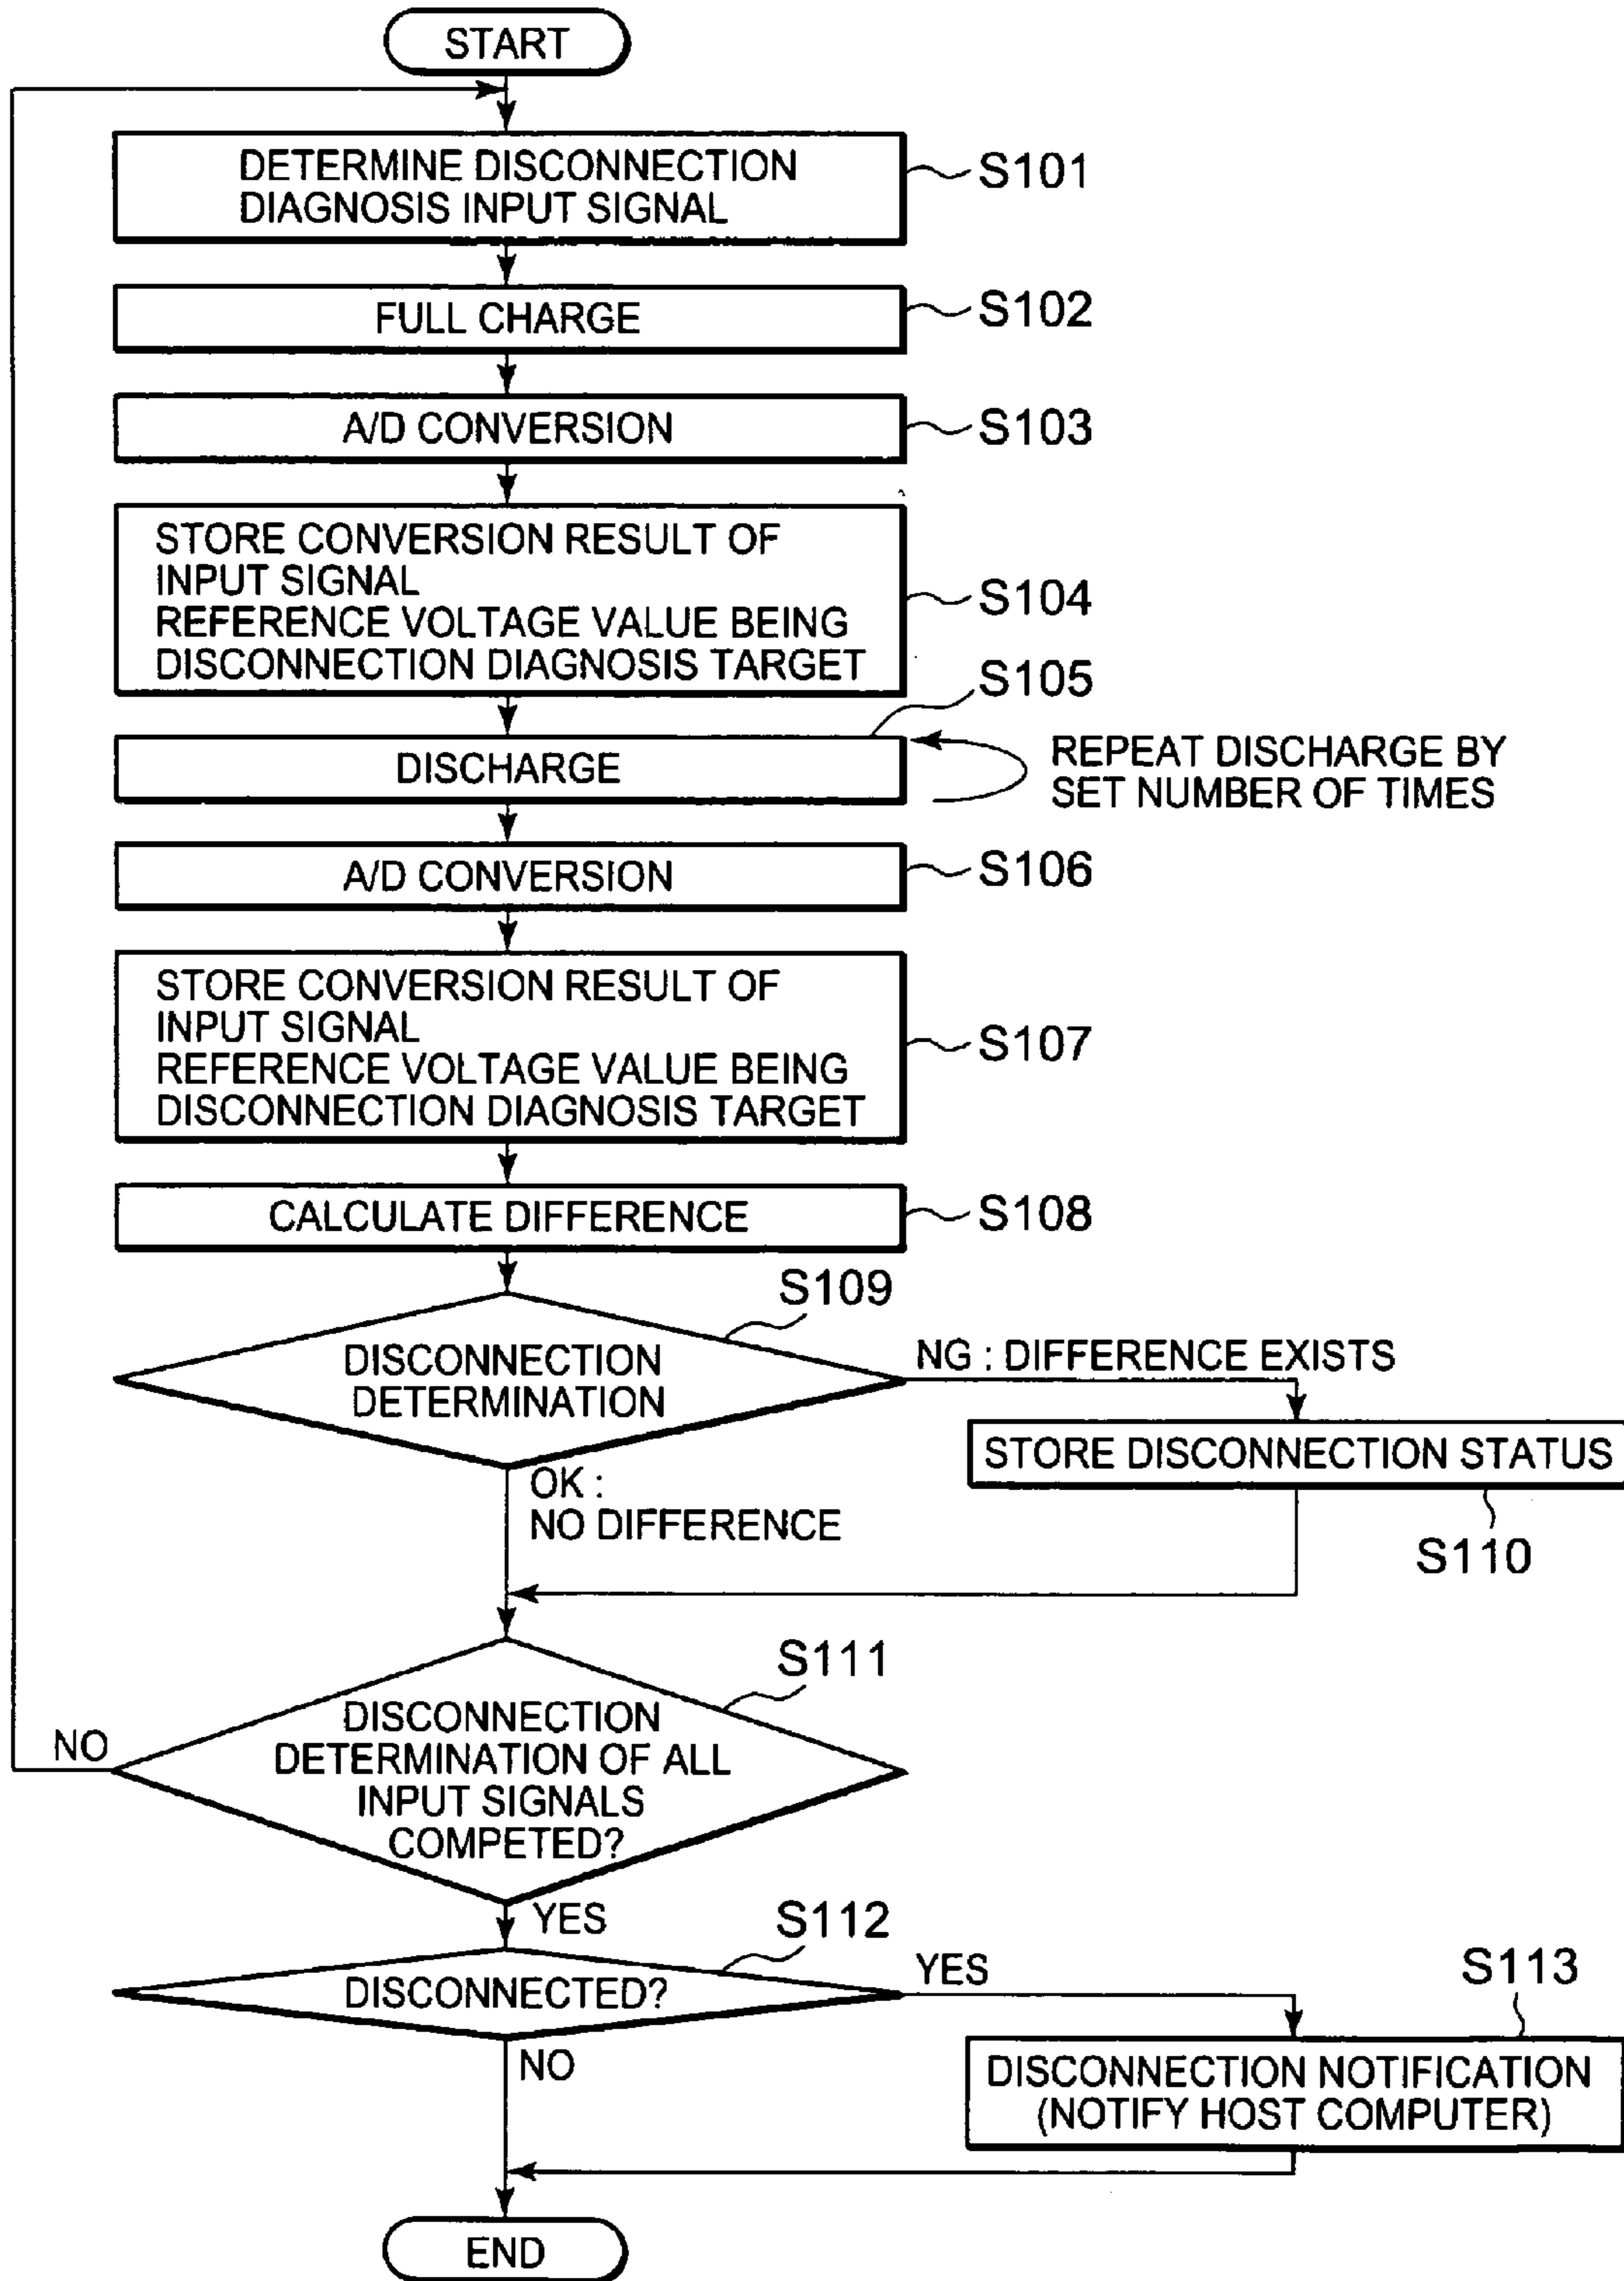 START
DETERMINE DISCONNECTION
DIAGNOSIS INPUT SIGNAL
S101
FULL CHARGE
S102
A/D CONVERSION
S103
STORE CONVERSION RESULT OF
INPUT SIGNAL
REFERENCE VOLTAGE VALUE BEING
DISCONNECTION DIAGNOSIS TARGET
S104
S105
DISCHARGE
REPEAT DISCHARGE BY
SET NUMBER OF TIMES
A/D CONVERSION
S106
STORE CONVERSION RESULT OF
INPUT SIGNAL
REFERENCE VOLTAGE VALUE BEING
DISCONNECTION DIAGNOSIS TARGET
S107
CALCULATE DIFFERENCE
S108
S109
DISCONNECTION
DETERMINATION
NG : DIFFERENCE EXISTS
STORE DISCONNECTION STATUS
S110
OK :
NO DIFFERENCE
S111
DISCONNECTION
DETERMINATION OF ALL
INPUT SIGNALS
COMPETED?
NO
YES
S112
DISCONNECTED?
YES
S113
DISCONNECTION NOTIFICATION
(NOTIFY HOST COMPUTER)
NO
END